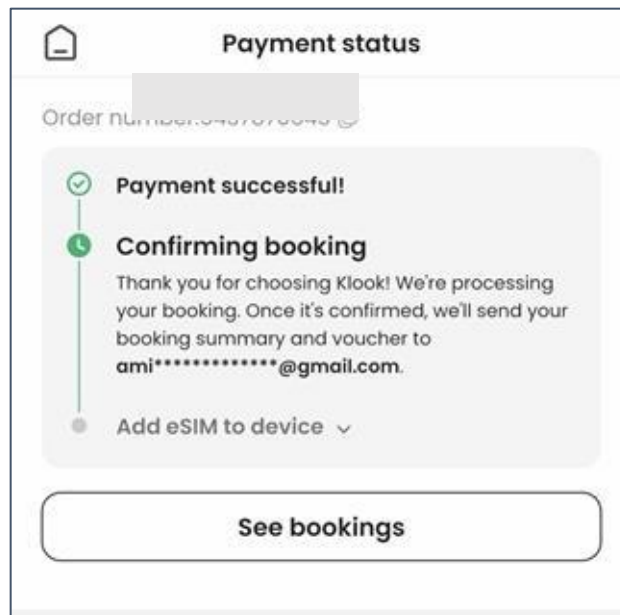 Payment status
Order
Payment successful!
Confirming booking
Thank you for choosing Klook! We're processing
your booking. Once it's confirmed, we'll send your
booking summary and voucher to
ami*************@gmail.com.
Add eSIM to device
See bookings